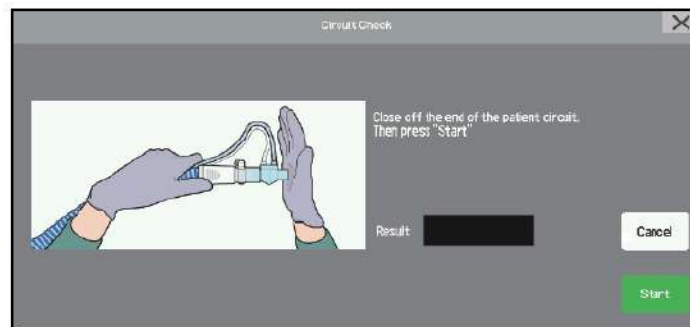 Circuit Check
Close off the end of the patient circuit.
Then press "Start"
Result
Cancel
Start